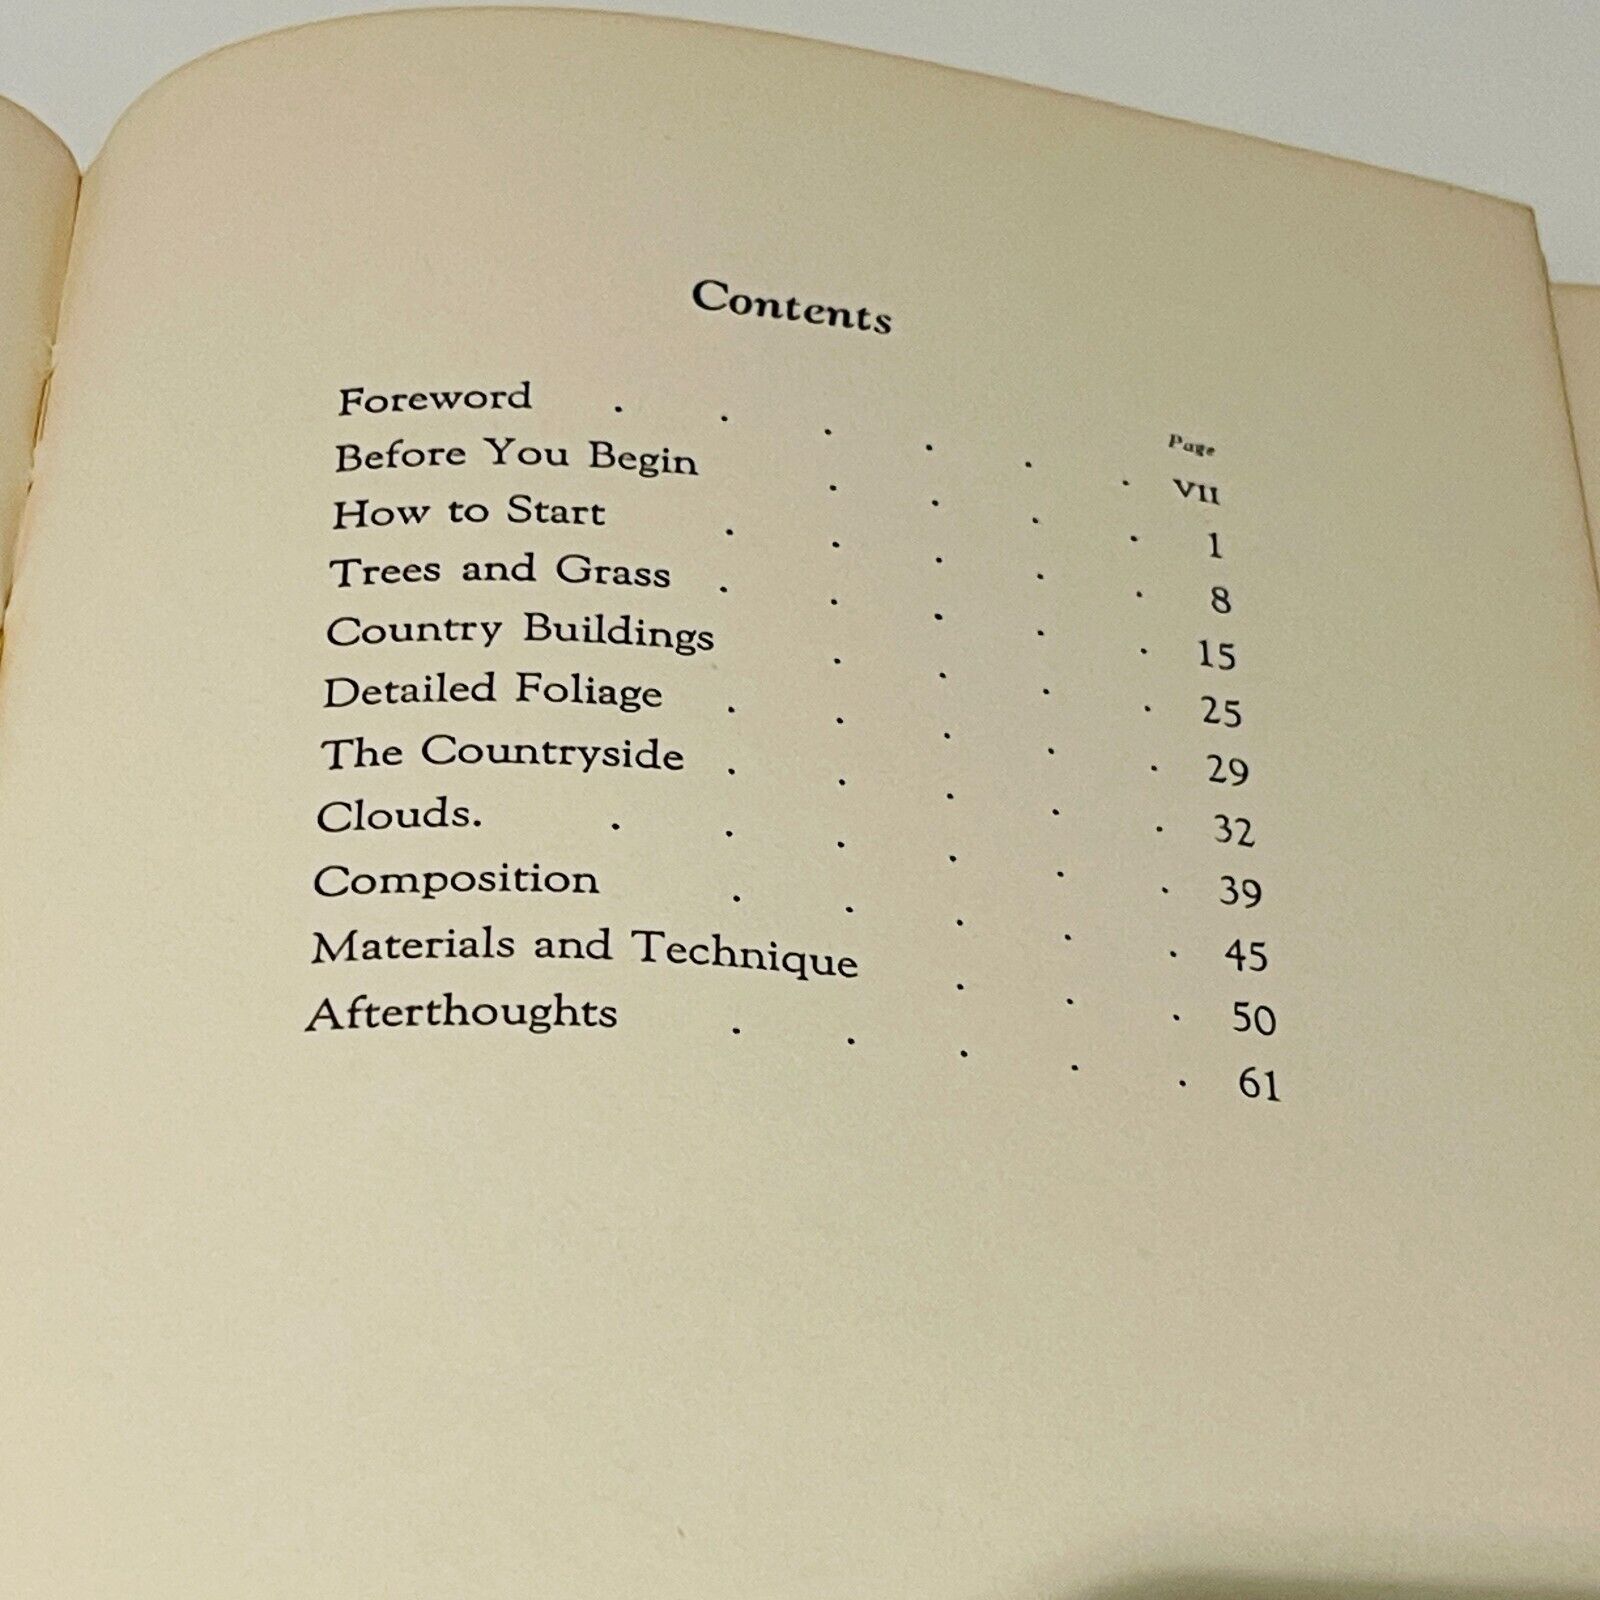 Contents
Page
Foreword . . . . . . VII
Before You Begin . . . . 1
How to Start . . . . . 8
Trees and Grass . . . . . 15
Country Buildings . . . . 25
Detailed Foliage . . . . . 29
The Countryside . . . . . 32
Clouds. . . . . . . 39
Composition . . . . . 45
Materials and Technique . . . 50
Afterthoughts . . . . . 61